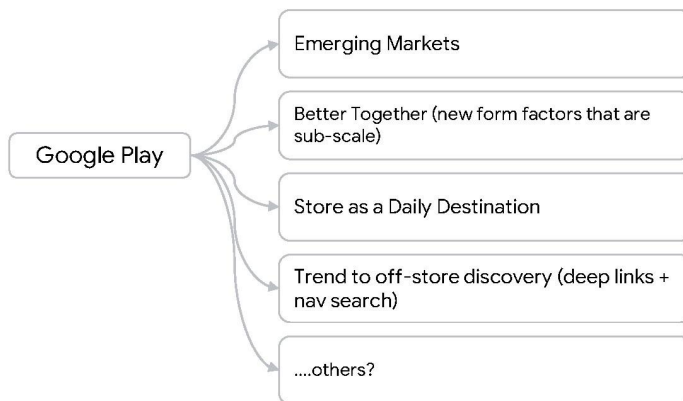 Emerging Markets
Better Together (new form factors that are
sub-scale)
Google Play
Store as a Daily Destination
Trend to off-store discovery (deep links +
nav search)
....others?